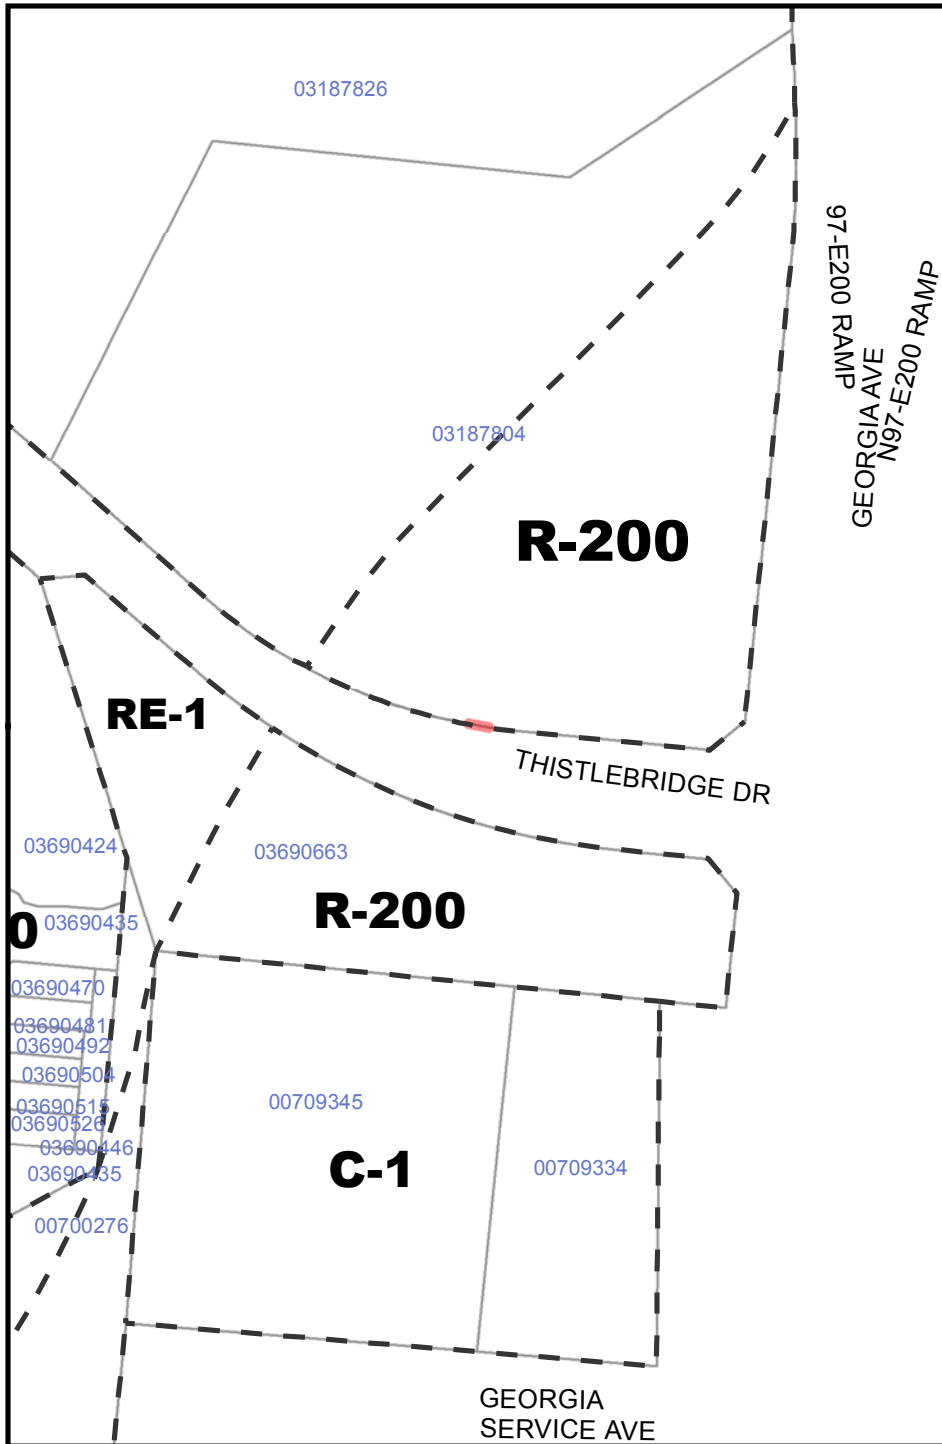 03187826
97-E200 RAMP
N97-E200 RAMP
GEORGIA AVE
03187804
R-200
RE-1
THISTLEBRIDGE DR
03690424
03690663
R-200
0
03690435
03690470
03690481
03690492
03690504
03690515
03690526
03690446
03690435
00700276
00709345
00709334
C-1
GEORGIA
SERVICE AVE